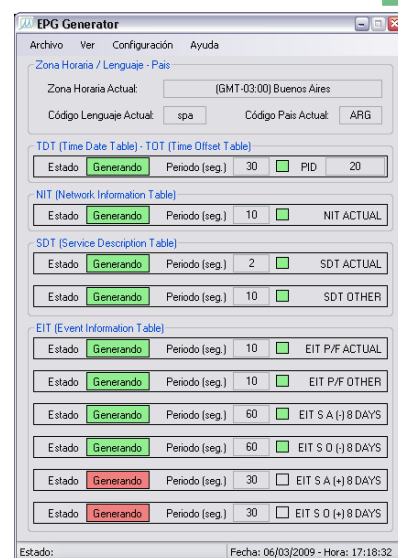 EPG Generator
Archivo Ver Configuración Ayuda
Zona Horaria / Lenguaje - Pais
Zona Horaria Actual: (GMT-03:00) Buenos Aires
Código Lenguaje Actual: spa Código Pais Actual: ARG
TDT (Time Date Table) - TOT (Time Offset Table)
Estado Generando Periodo (seg.) 30 PID 20
NIT (Network Information Table)
Estado Generando Periodo (seg.) 10 NIT ACTUAL
SDT (Service Description Table)
Estado Generando Periodo (seg.) 2 SDT ACTUAL
Estado Generando Periodo (seg.) 10 SDT OTHER
EIT (Event Information Table)
Estado Generando Periodo (seg.) 10 EIT P/F ACTUAL
Estado Generando Periodo (seg.) 10 EIT P/F OTHER
Estado Generando Periodo (seg.) 60 EIT S A (-) 8 DAYS
Estado Generando Periodo (seg.) 60 EIT S O (-) 8 DAYS
Estado Generando Periodo (seg.) 30 EIT S A (+) 8 DAYS
Estado Generando Periodo (seg.) 30 EIT S O (+) 8 DAYS
Estado: Fecha: 06/03/2009 - Hora: 17:18:32